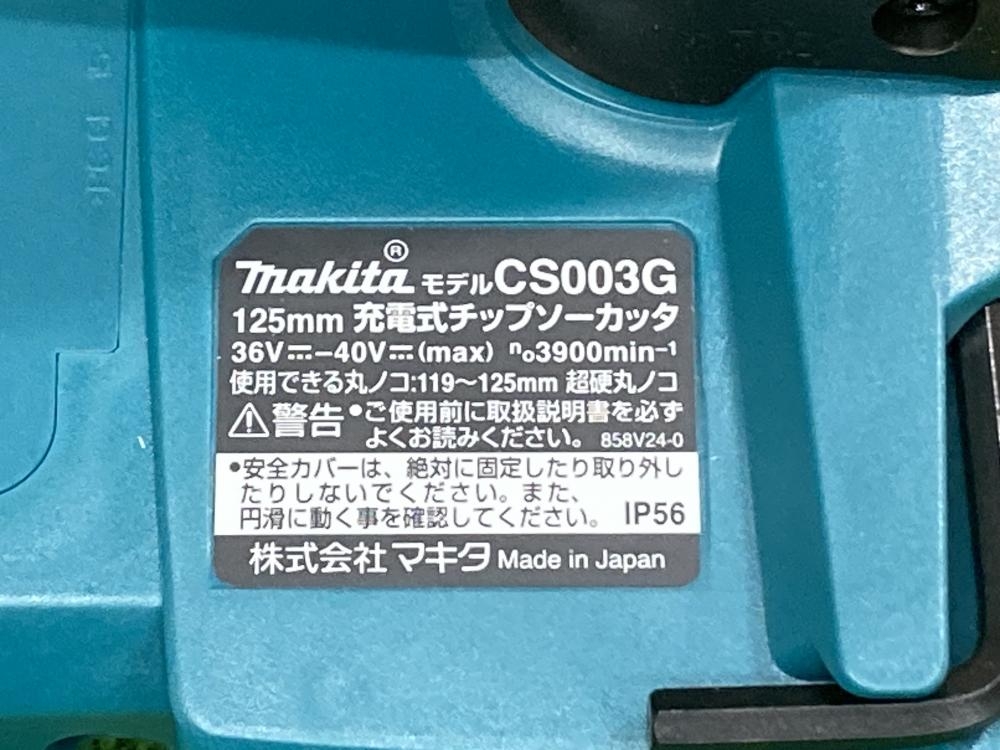 makita® モデルCS003G
125mm 充電式チップソーカッタ
36V⎓-40V⎓(max) n₀3900min⁻¹
使用できる丸ノコ:119〜125mm 超硬丸ノコ
⚠警告 •ご使用前に取扱説明書を必ず
よくお読みください。 858V24-0
•安全カバーは、絶対に固定したり取り外し
たりしないでください。また、
円滑に動く事を確認してください。 IP56
株式会社マキタ Made in Japan